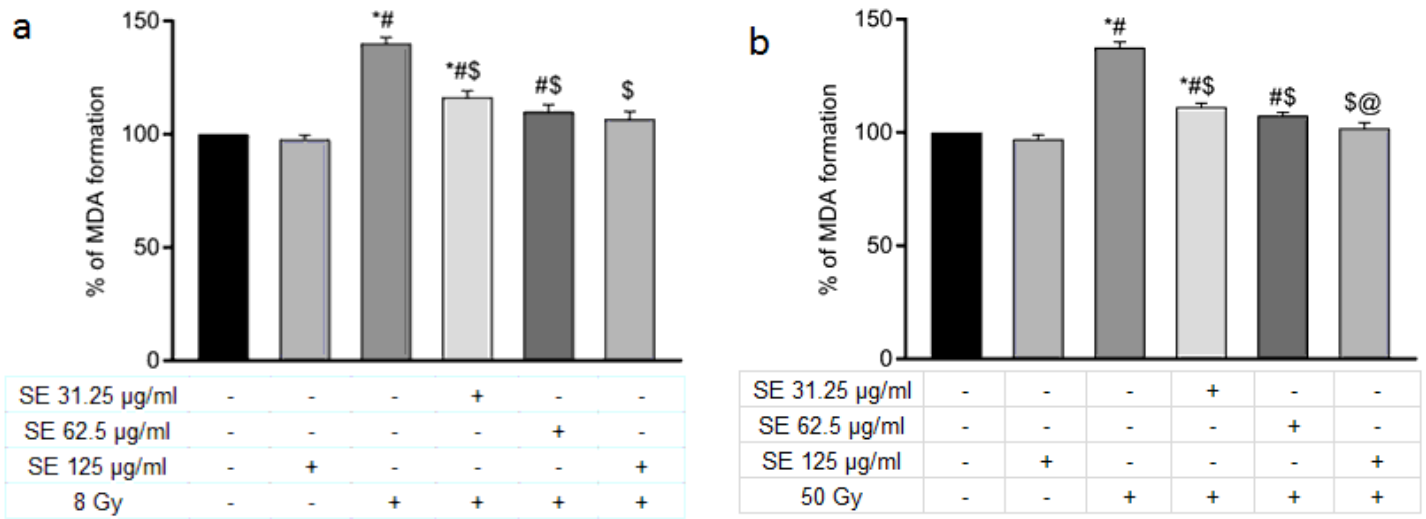 a
% of MDA formation
150
100
50
0
*#
*#$
#$
$
SE 31.25 µg/ml - - - + - -
SE 62.5 µg/ml - - - - + -
SE 125 µg/ml - + - - - +
8 Gy - - + + + +
b
% of MDA formation
150
100
50
0
*#
*#$
#$
$@
SE 31.25 µg/ml - - - + - -
SE 62.5 µg/ml - - - - + -
SE 125 µg/ml - + - - - +
50 Gy - - + + + +